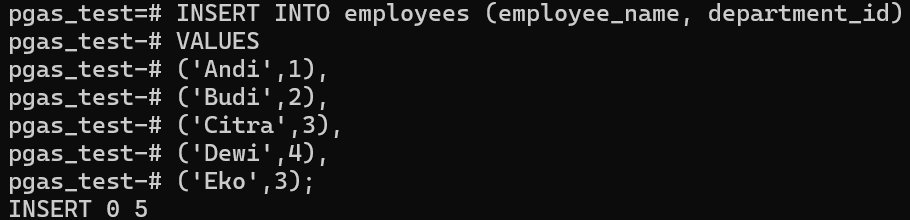 pgas_test=# INSERT INTO employees (employee_name, department_id)
pgas_test-# VALUES
pgas_test-# ('Andi',1),
pgas_test-# ('Budi',2),
pgas_test-# ('Citra',3),
pgas_test-# ('Dewi',4),
pgas_test-# ('Eko',3);
INSERT 0 5